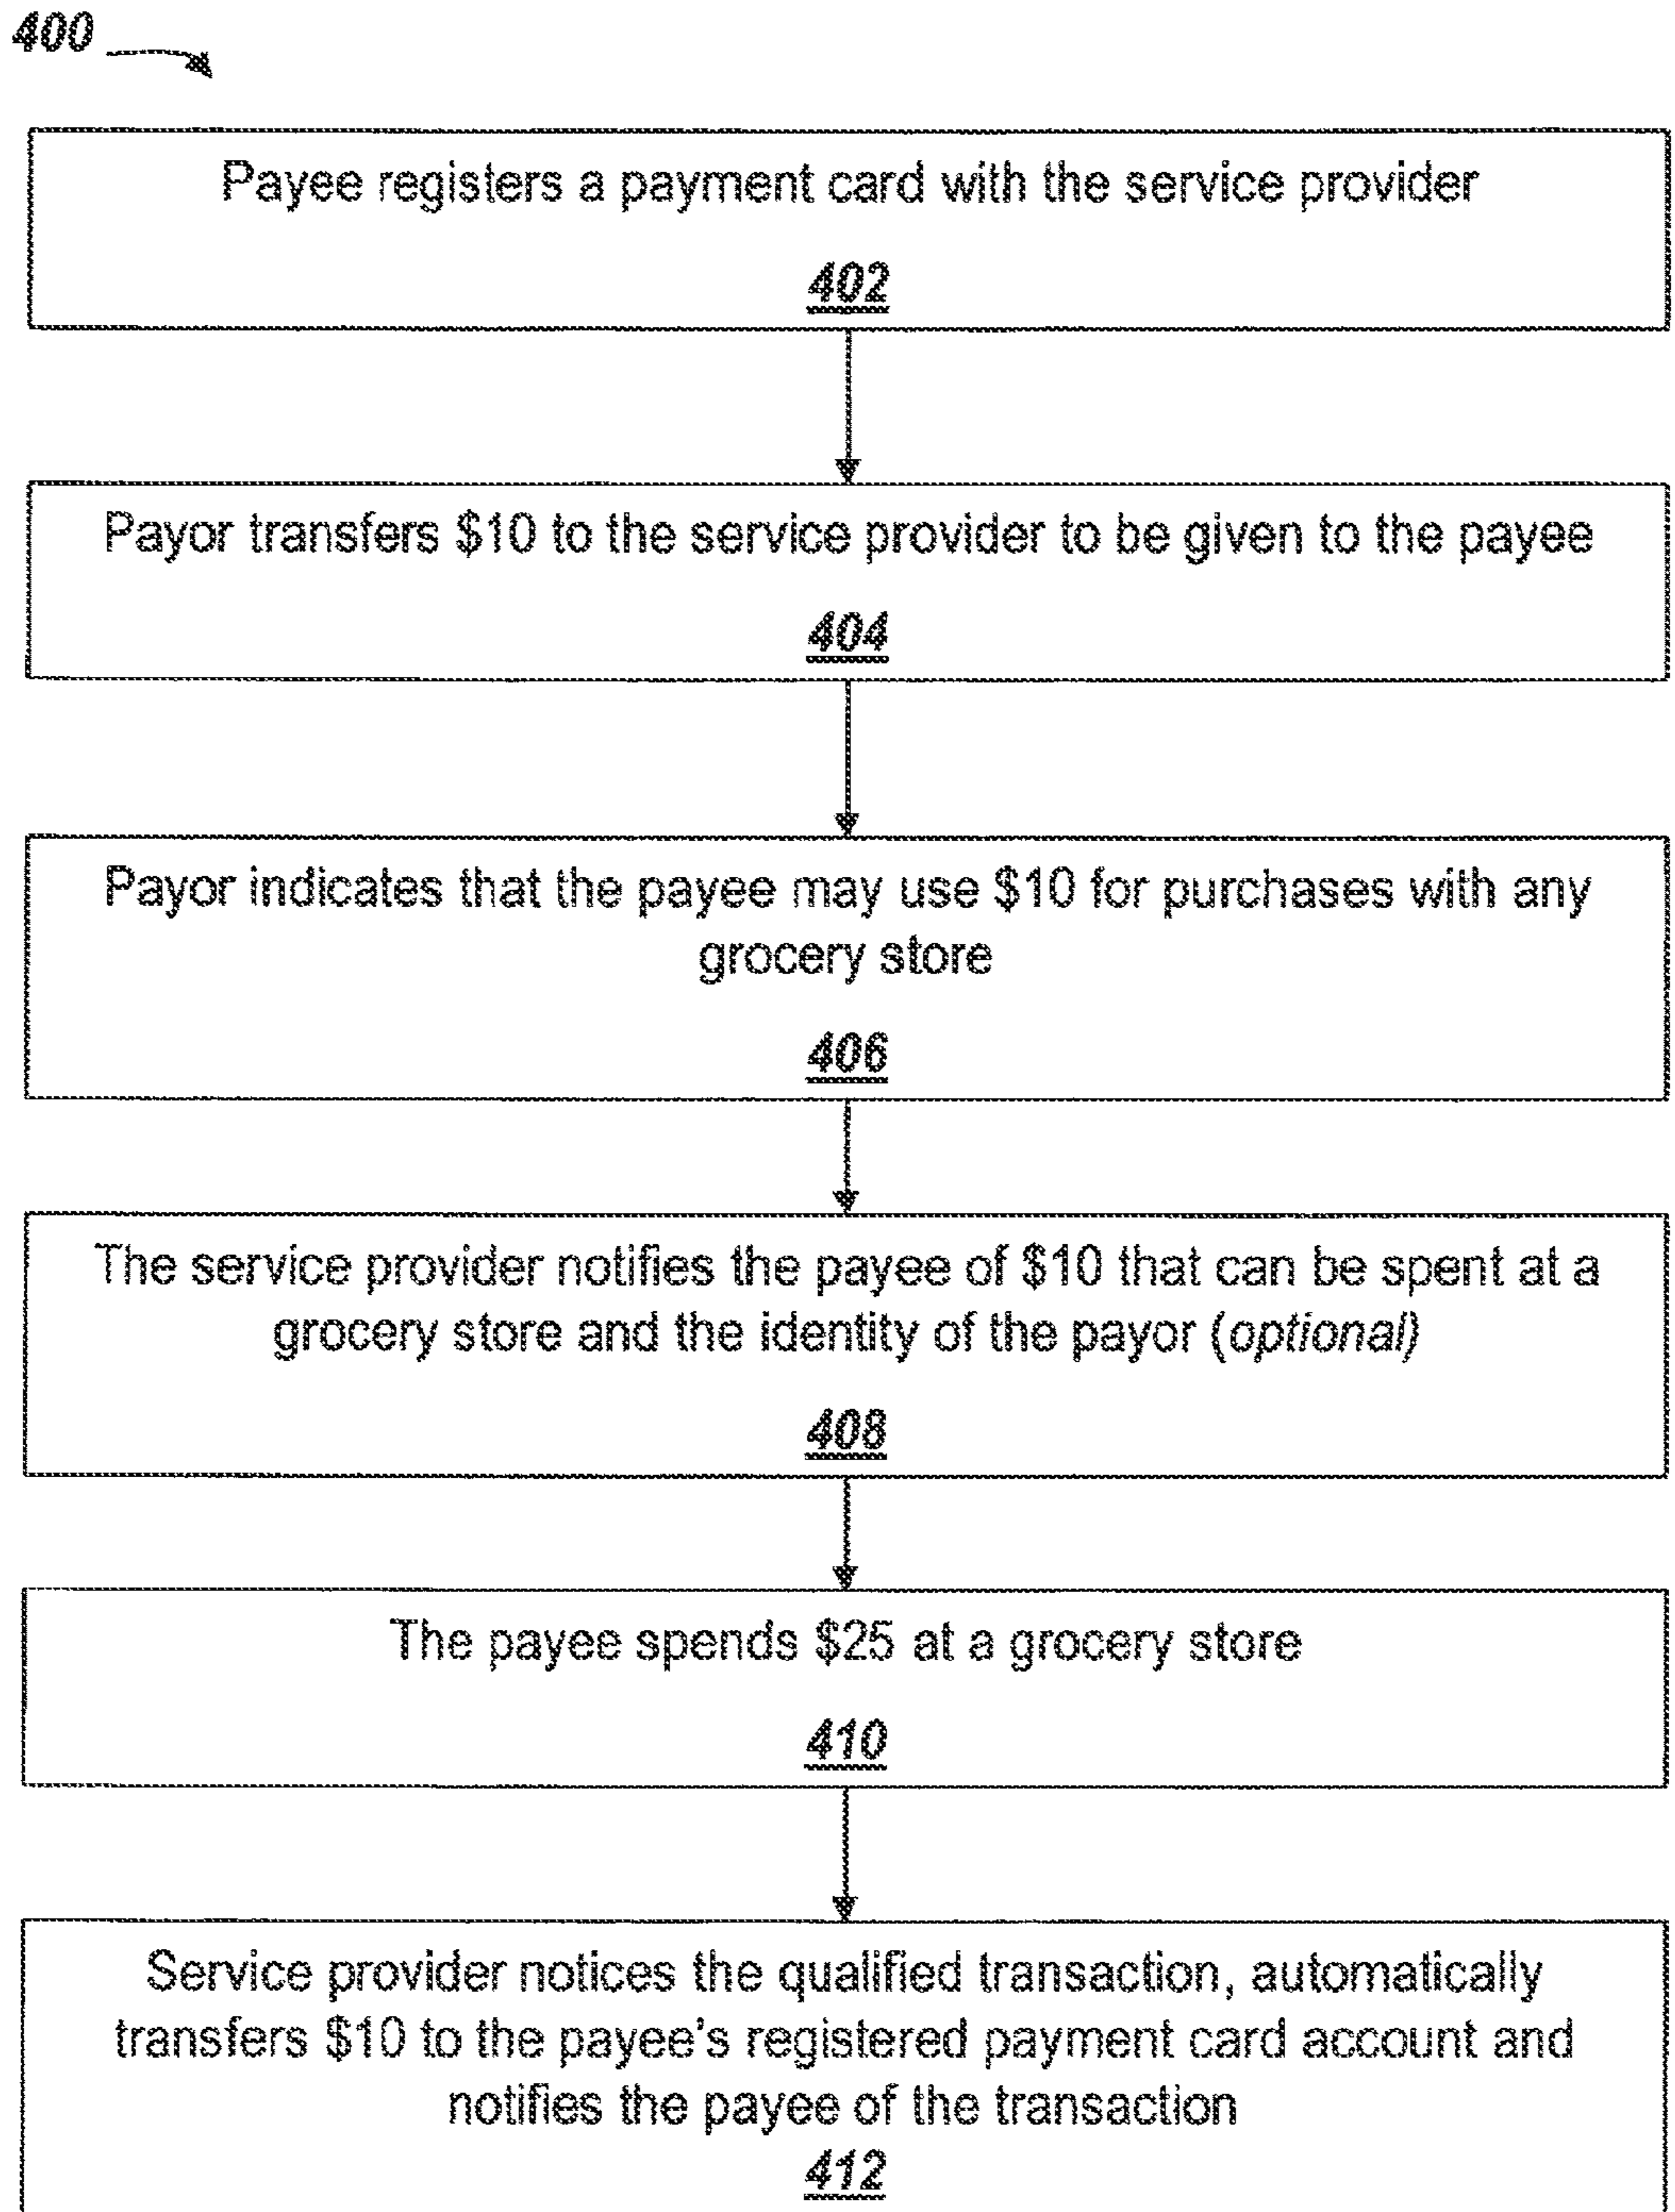 400
Payee registers a payment card with the service provider
402
Payor transfers $10 to the service provider to be given to the payee
404
Payor indicates that the payee may use $10 for purchases with any
grocery store
406
The service provider notifies the payee of $10 that can be spent at a
grocery store and the identity of the payor (optional)
408
The payee spends $25 at a grocery store
410
Service provider notices the qualified transaction, automatically
transfers $10 to the payee's registered payment card account and
notifies the payee of the transaction
412